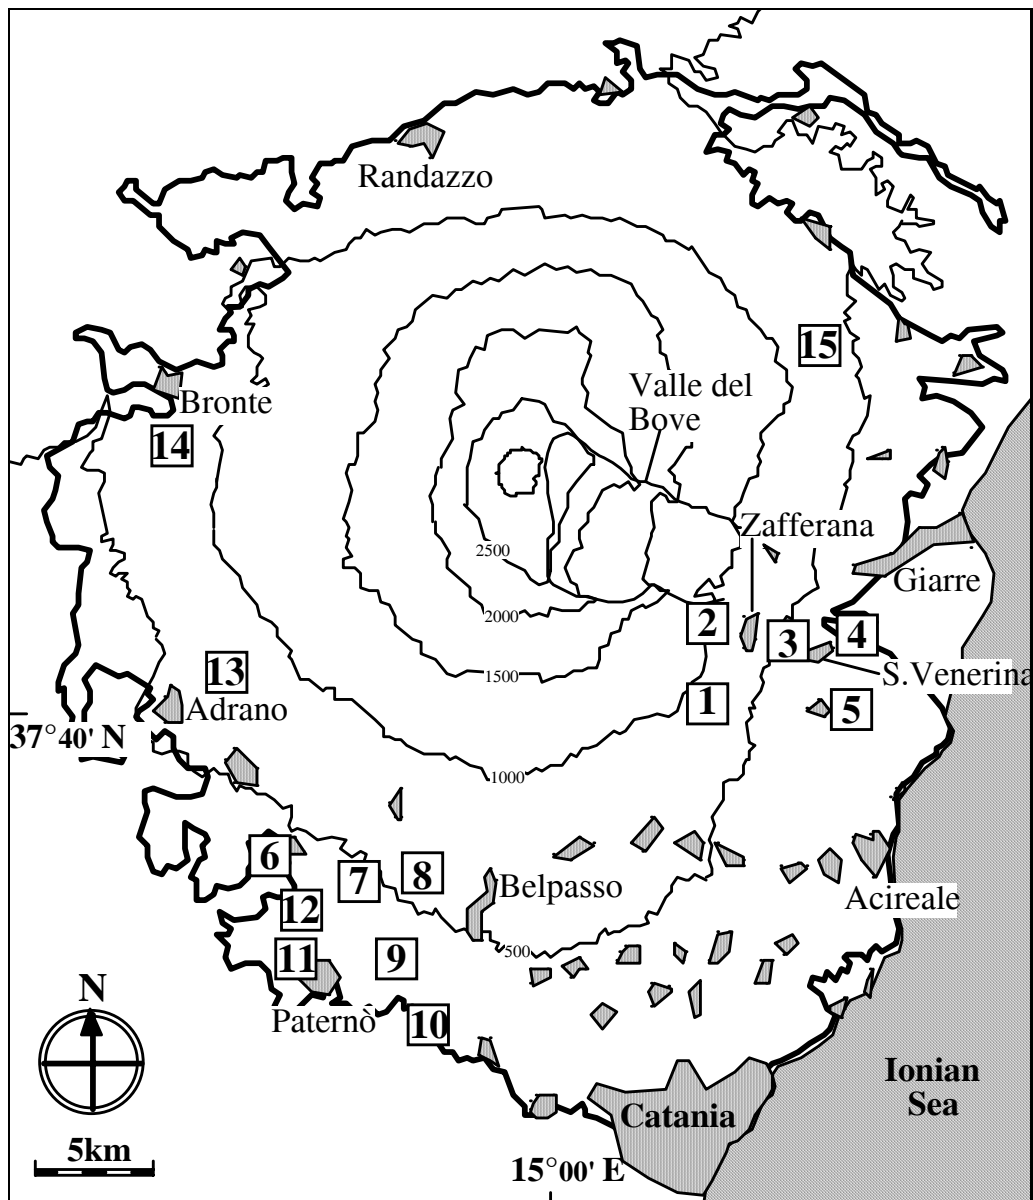 Randazzo
15
Valle del
Bove
Bronte
14
Zafferana
2500
Giarre
2000
2
3
4
13
1500
S.Venerina
1
5
Adrano
37°40' N
1000
6
7
8
Belpasso
Acireale
12
500
11
9
N
Paternò
10
Ionian
Sea
Catania
5km
15°00' E